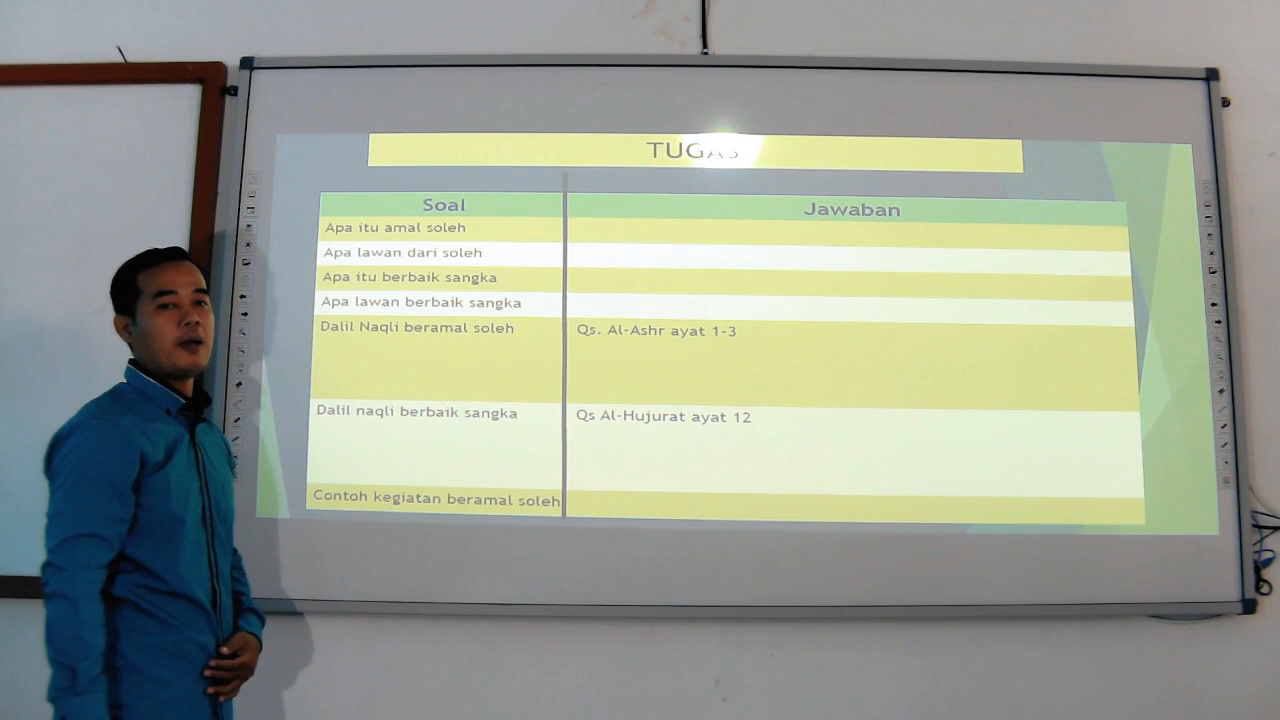 TUGAS
Soal Jawaban
Apa itu amal soleh
Apa lawan dari soleh
Apa itu berbaik sangka
Apa lawan berbaik sangka
Dalil Naqli beramal soleh Qs. Al-Ashr ayat 1-3
Dalil naqli berbaik sangka Qs Al-Hujurat ayat 12
Contoh kegiatan beramal soleh